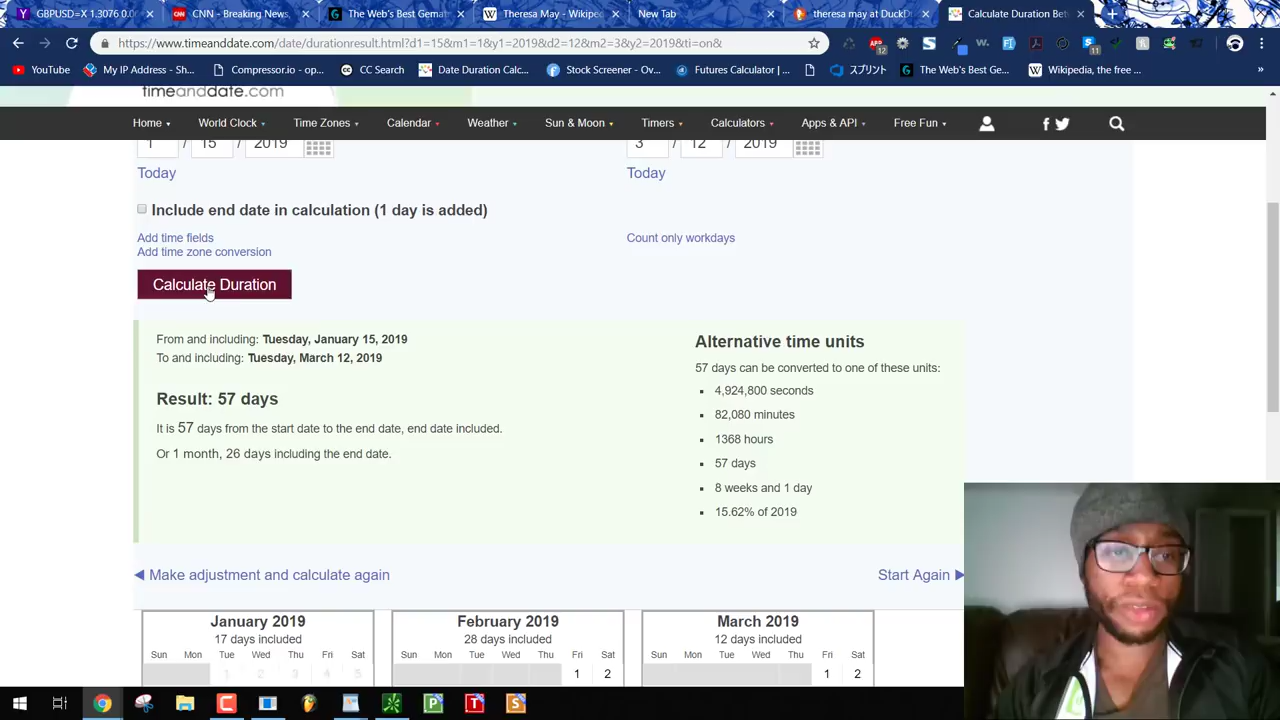 GBPUSD=X 1.3076 0.0
CNN - Breaking News,
The Web's Best Gemat
Theresa May - Wikipe
New Tab
theresa may at DuckD
Calculate Duration Bet
https://www.timeanddate.com/date/durationresult.html?d1=15&m1=1&y1=2019&d2=12&m2=3&y2=2019&ti=on&
12
11
YouTube
My IP Address - Sh...
Compressor.io - op...
CC Search
Date Duration Calc...
Stock Screener - Ov...
Futures Calculator | ...
スプリント
The Web's Best Ge...
Wikipedia, the free ...
»
timeanddate.com
Home
World Clock
Time Zones
Calendar
Weather
Sun & Moon
Timers
Calculators
Apps & API
Free Fun
1 / 15 / 2019
3 / 12 / 2019
Today
Today
Include end date in calculation (1 day is added)
Add time fields
Count only workdays
Add time zone conversion
Calculate Duration
From and including: Tuesday, January 15, 2019
To and including: Tuesday, March 12, 2019
Result: 57 days
It is 57 days from the start date to the end date, end date included.
Or 1 month, 26 days including the end date.
Alternative time units
57 days can be converted to one of these units:
4,924,800 seconds
82,080 minutes
1368 hours
57 days
8 weeks and 1 day
15.62% of 2019
Make adjustment and calculate again
Start Again
January 2019
17 days included
Sun Mon Tue Wed Thu Fri Sat
1 2 3 4 5
February 2019
28 days included
Sun Mon Tue Wed Thu Fri Sat
1 2
March 2019
12 days included
Sun Mon Tue Wed Thu Fri Sat
1 2